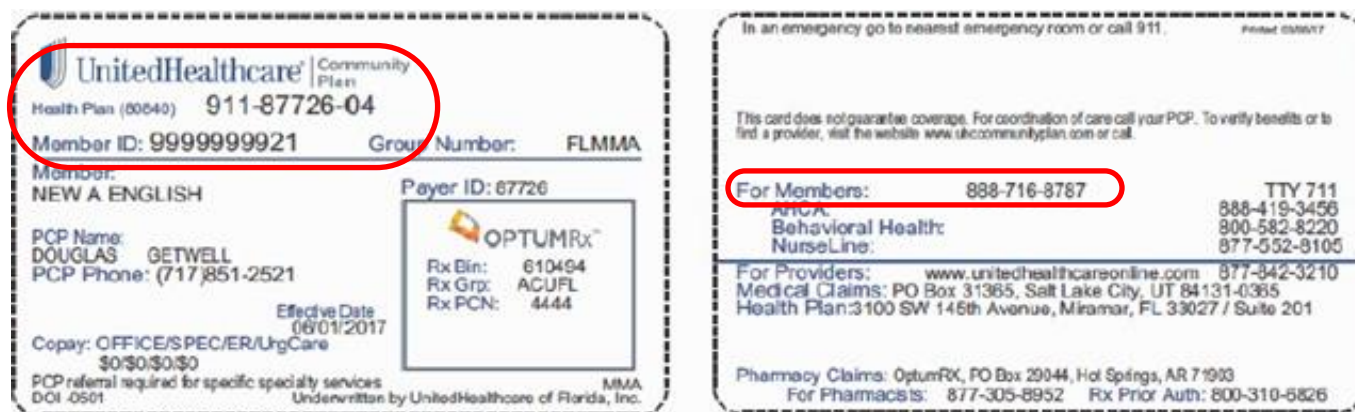 UnitedHealthcare Community Plan
Health Plan (80840) 911-87726-04
Member ID: 9999999921 Group Number: FLMMA
Member:
NEW A ENGLISH
Payer ID: 87726
PCP Name:
DOUGLAS GETWELL
PCP Phone: (717)851-2521
OPTUMRx
Rx Bin: 610494
Rx Grp: ACUFL
Rx PCN: 4444
Effective Date
06/01/2017
Copay: OFFICE/SPEC/ER/UrgCare
$0/$0/$0/$0
PCP referral required for specific specialty services MMA
DOI -0501 Underwritten by UnitedHealthcare of Florida, Inc.
In an emergency go to nearest emergency room or call 911. Printed:
This card does not guarantee coverage. For coordination of care call your PCP. To verify benefits or to
find a provider, visit the website www.uhccommunityplan.com or call.
For Members: 888-716-8787 TTY 711
AHCA: 888-419-3456
Behavioral Health: 800-582-8220
NurseLine: 877-552-8105
For Providers: www.unitedhealthcareonline.com 877-842-3210
Medical Claims: PO Box 31365, Salt Lake City, UT 84131-0365
Health Plan:3100 SW 145th Avenue, Miramar, FL 33027 / Suite 201
Pharmacy Claims: OptumRX, PO Box 29044, Hot Springs, AR 71903
For Pharmacists: 877-305-8952 Rx Prior Auth: 800-310-6826